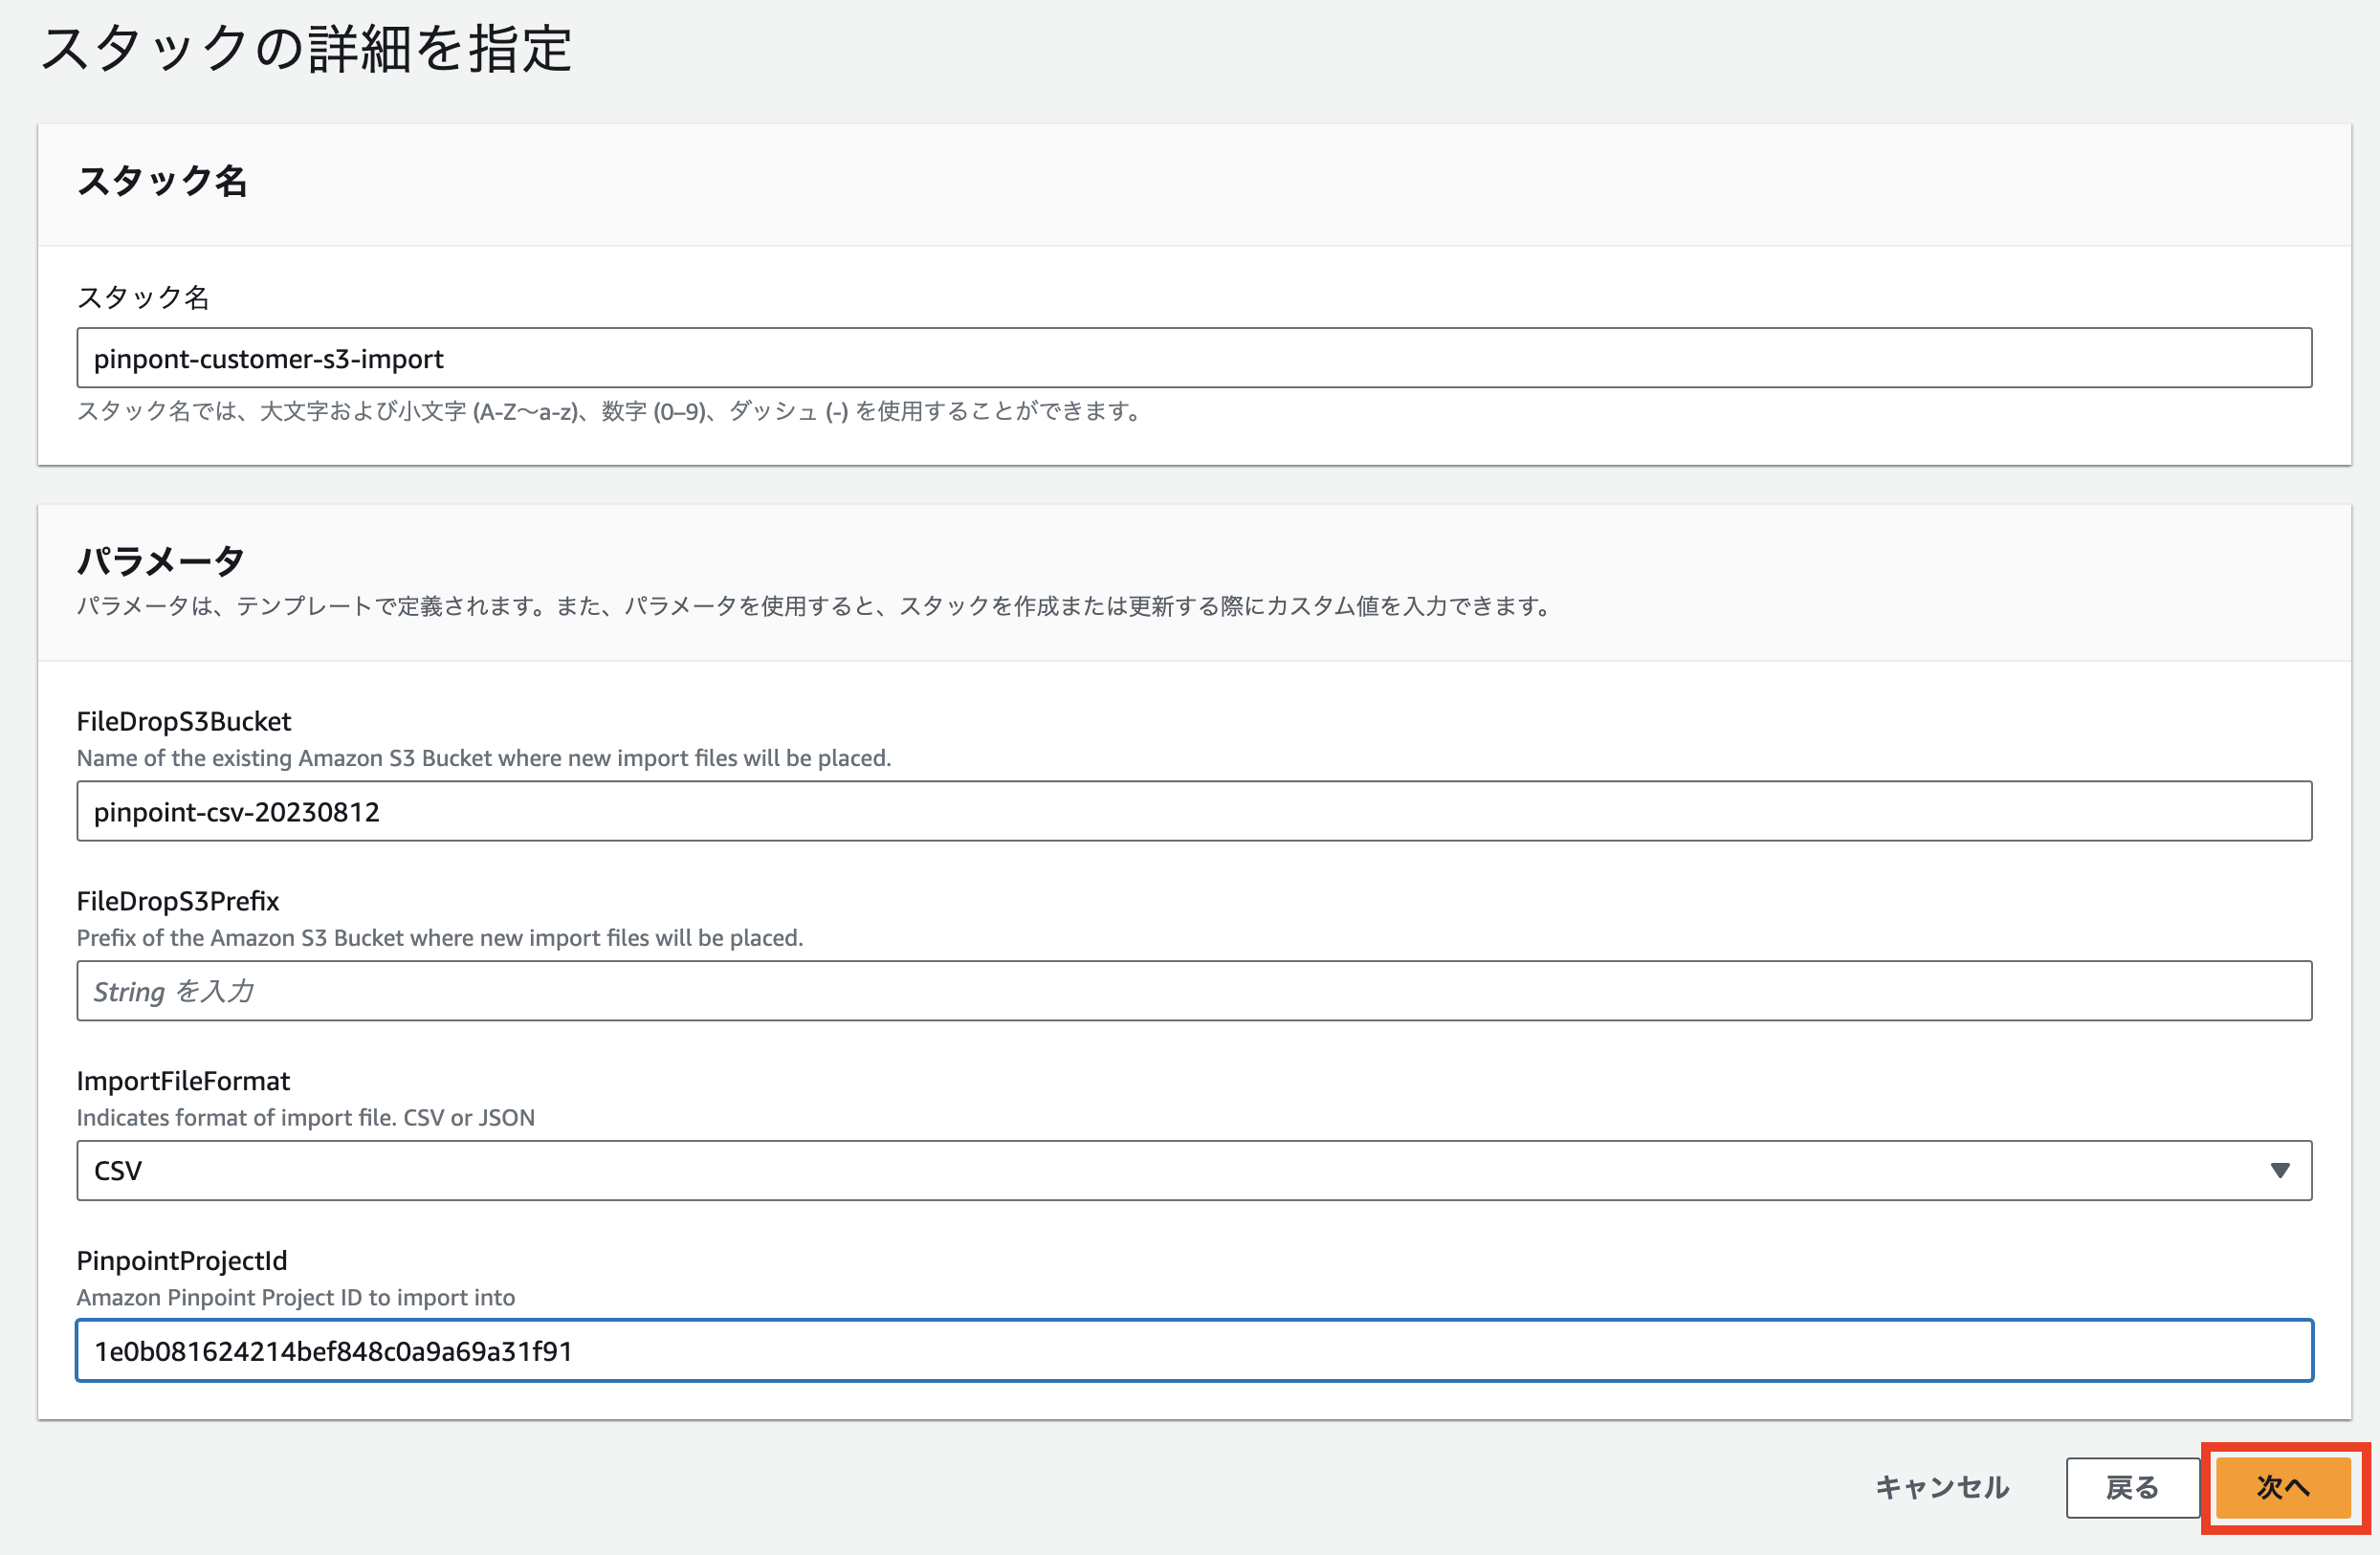 スタックの詳細を指定
スタック名
スタック名
pinpont-customer-s3-import
スタック名では、大文字および小文字 (A-Z～a-z)、数字 (0–9)、ダッシュ (-) を使用することができます。
パラメータ
パラメータは、テンプレートで定義されます。また、パラメータを使用すると、スタックを作成または更新する際にカスタム値を入力できます。
FileDropS3Bucket
Name of the existing Amazon S3 Bucket where new import files will be placed.
pinpoint-csv-20230812
FileDropS3Prefix
Prefix of the Amazon S3 Bucket where new import files will be placed.
String を入力
ImportFileFormat
Indicates format of import file. CSV or JSON
CSV
PinpointProjectId
Amazon Pinpoint Project ID to import into
1e0b081624214bef848c0a9a69a31f91
キャンセル 戻る 次へ